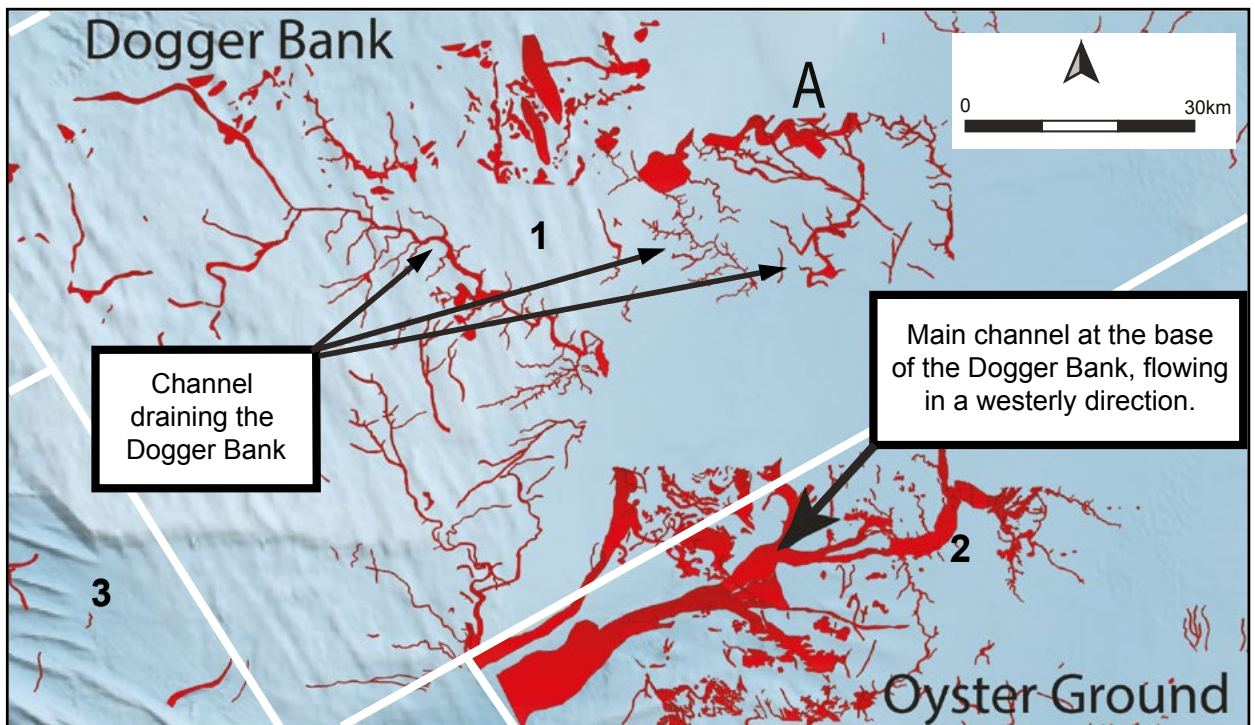 Dogger Bank
A
0 30km
1
Channel
draining the
Dogger Bank
Main channel at the base
of the Dogger Bank, flowing
in a westerly direction.
2
3
Oyster Ground